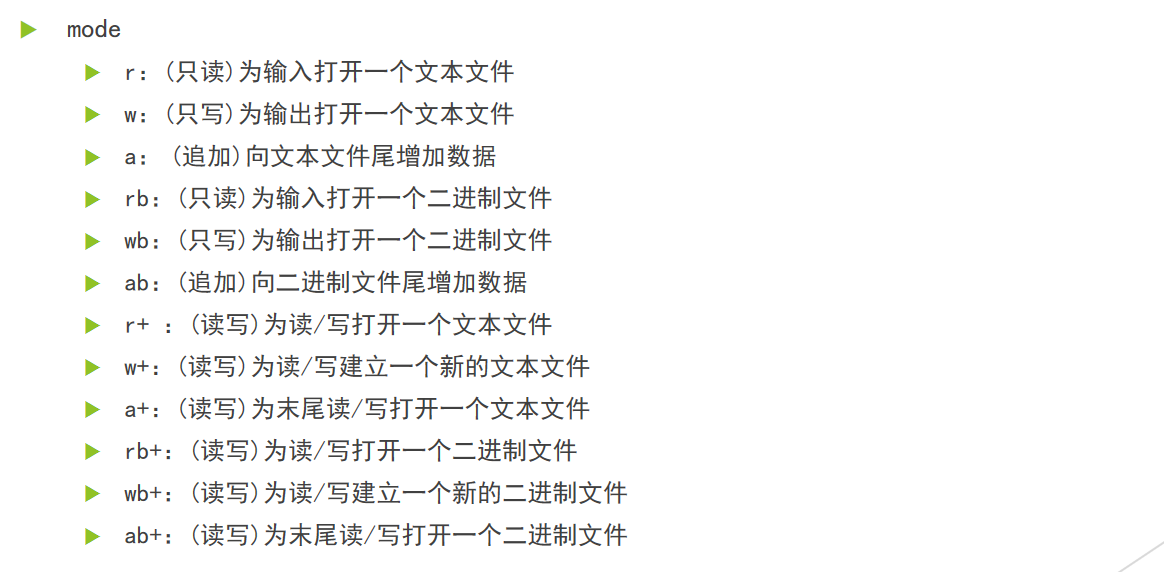 mode
r：(只读)为输入打开一个文本文件
w：(只写)为输出打开一个文本文件
a： (追加)向文本文件尾增加数据
rb：(只读)为输入打开一个二进制文件
wb：(只写)为输出打开一个二进制文件
ab：(追加)向二进制文件尾增加数据
r+ ：(读写)为读/写打开一个文本文件
w+：(读写)为读/写建立一个新的文本文件
a+：(读写)为末尾读/写打开一个文本文件
rb+：(读写)为读/写打开一个二进制文件
wb+：(读写)为读/写建立一个新的二进制文件
ab+：(读写)为末尾读/写打开一个二进制文件